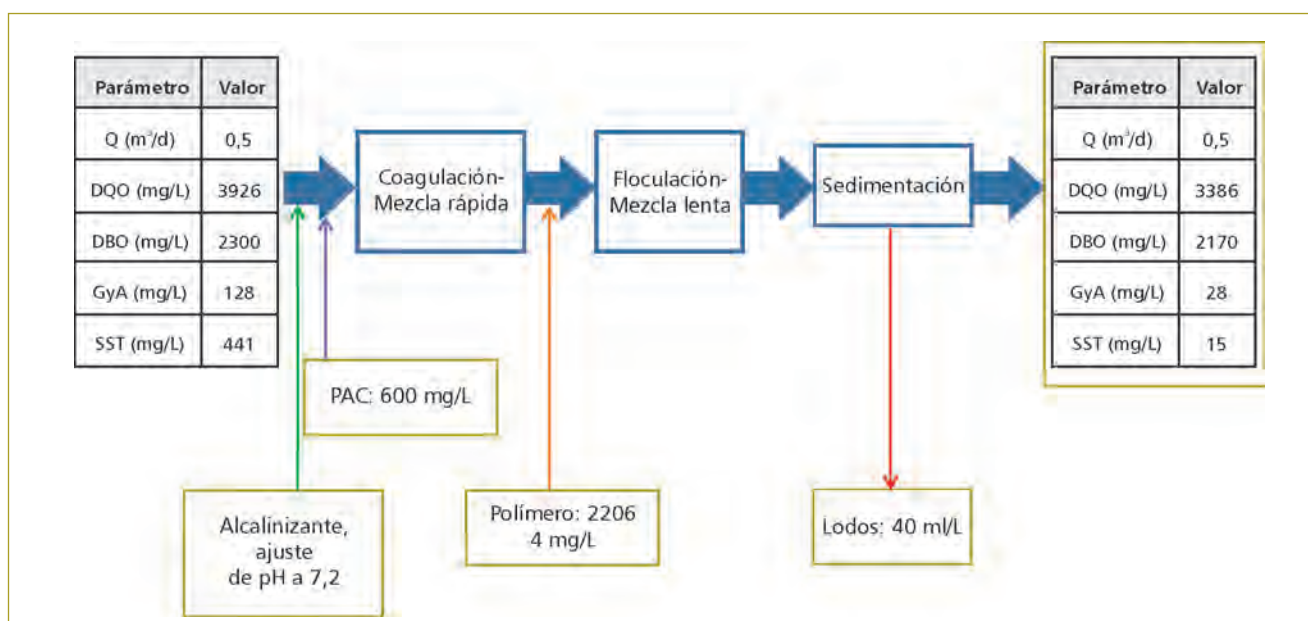 Parámetro Valor
Q (m³/d) 0,5
DQO (mg/L) 3926
DBO (mg/L) 2300
GyA (mg/L) 128
SST (mg/L) 441
Coagulación-
Mezcla rápida
Floculación-
Mezcla lenta
Sedimentación
Parámetro Valor
Q (m³/d) 0,5
DQO (mg/L) 3386
DBO (mg/L) 2170
GyA (mg/L) 28
SST (mg/L) 15
PAC: 600 mg/L
Alcalinizante,
ajuste
de pH a 7,2
Polímero: 2206
4 mg/L
Lodos: 40 ml/L